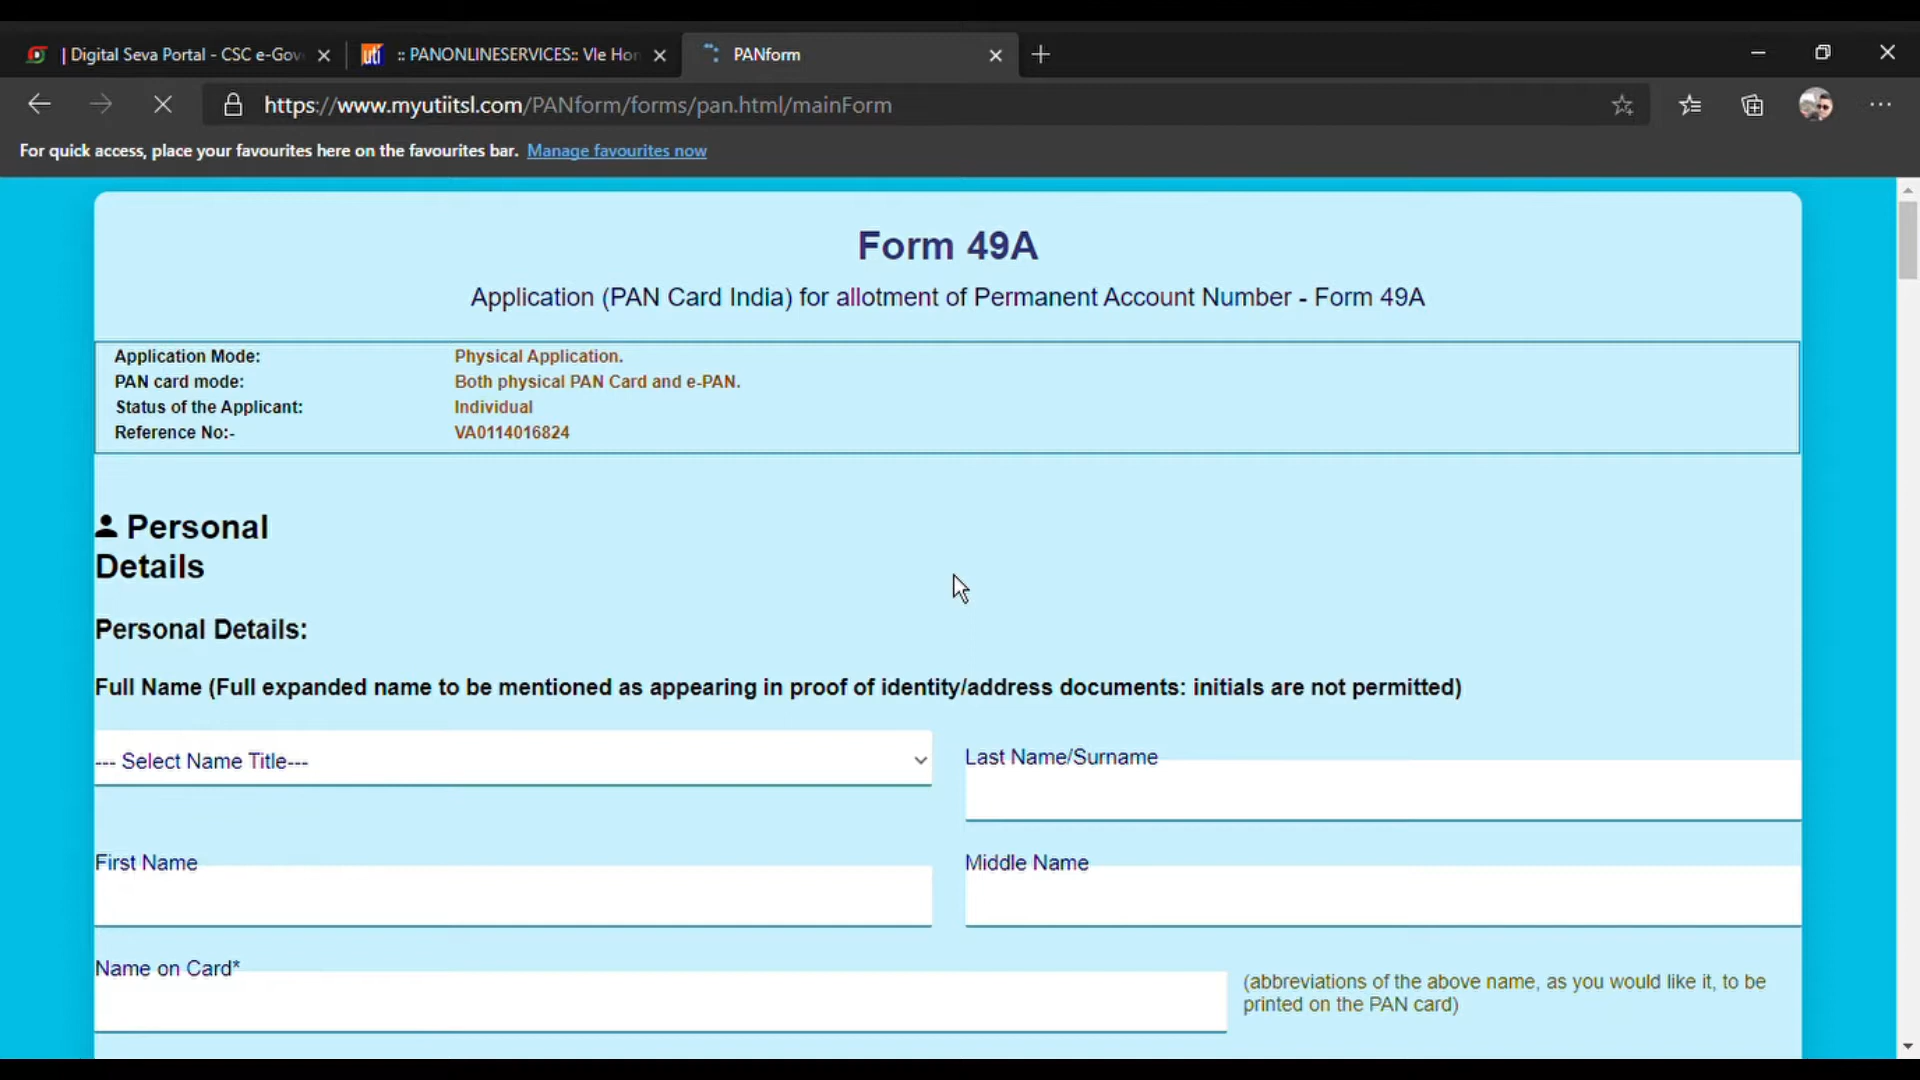 | Digital Seva Portal - CSC e-Gov
:: PANONLINESERVICES:: Vle Hon
PANform
https://www.myutiitsl.com/PANform/forms/pan.html/mainForm
For quick access, place your favourites here on the favourites bar. Manage favourites now
Form 49A
Application (PAN Card India) for allotment of Permanent Account Number - Form 49A
Application Mode: Physical Application.
PAN card mode: Both physical PAN Card and e-PAN.
Status of the Applicant: Individual
Reference No:- VA0114016824
Personal
Details
Personal Details:
Full Name (Full expanded name to be mentioned as appearing in proof of identity/address documents: initials are not permitted)
--- Select Name Title---
Last Name/Surname
First Name
Middle Name
Name on Card*
(abbreviations of the above name, as you would like it, to be
printed on the PAN card)